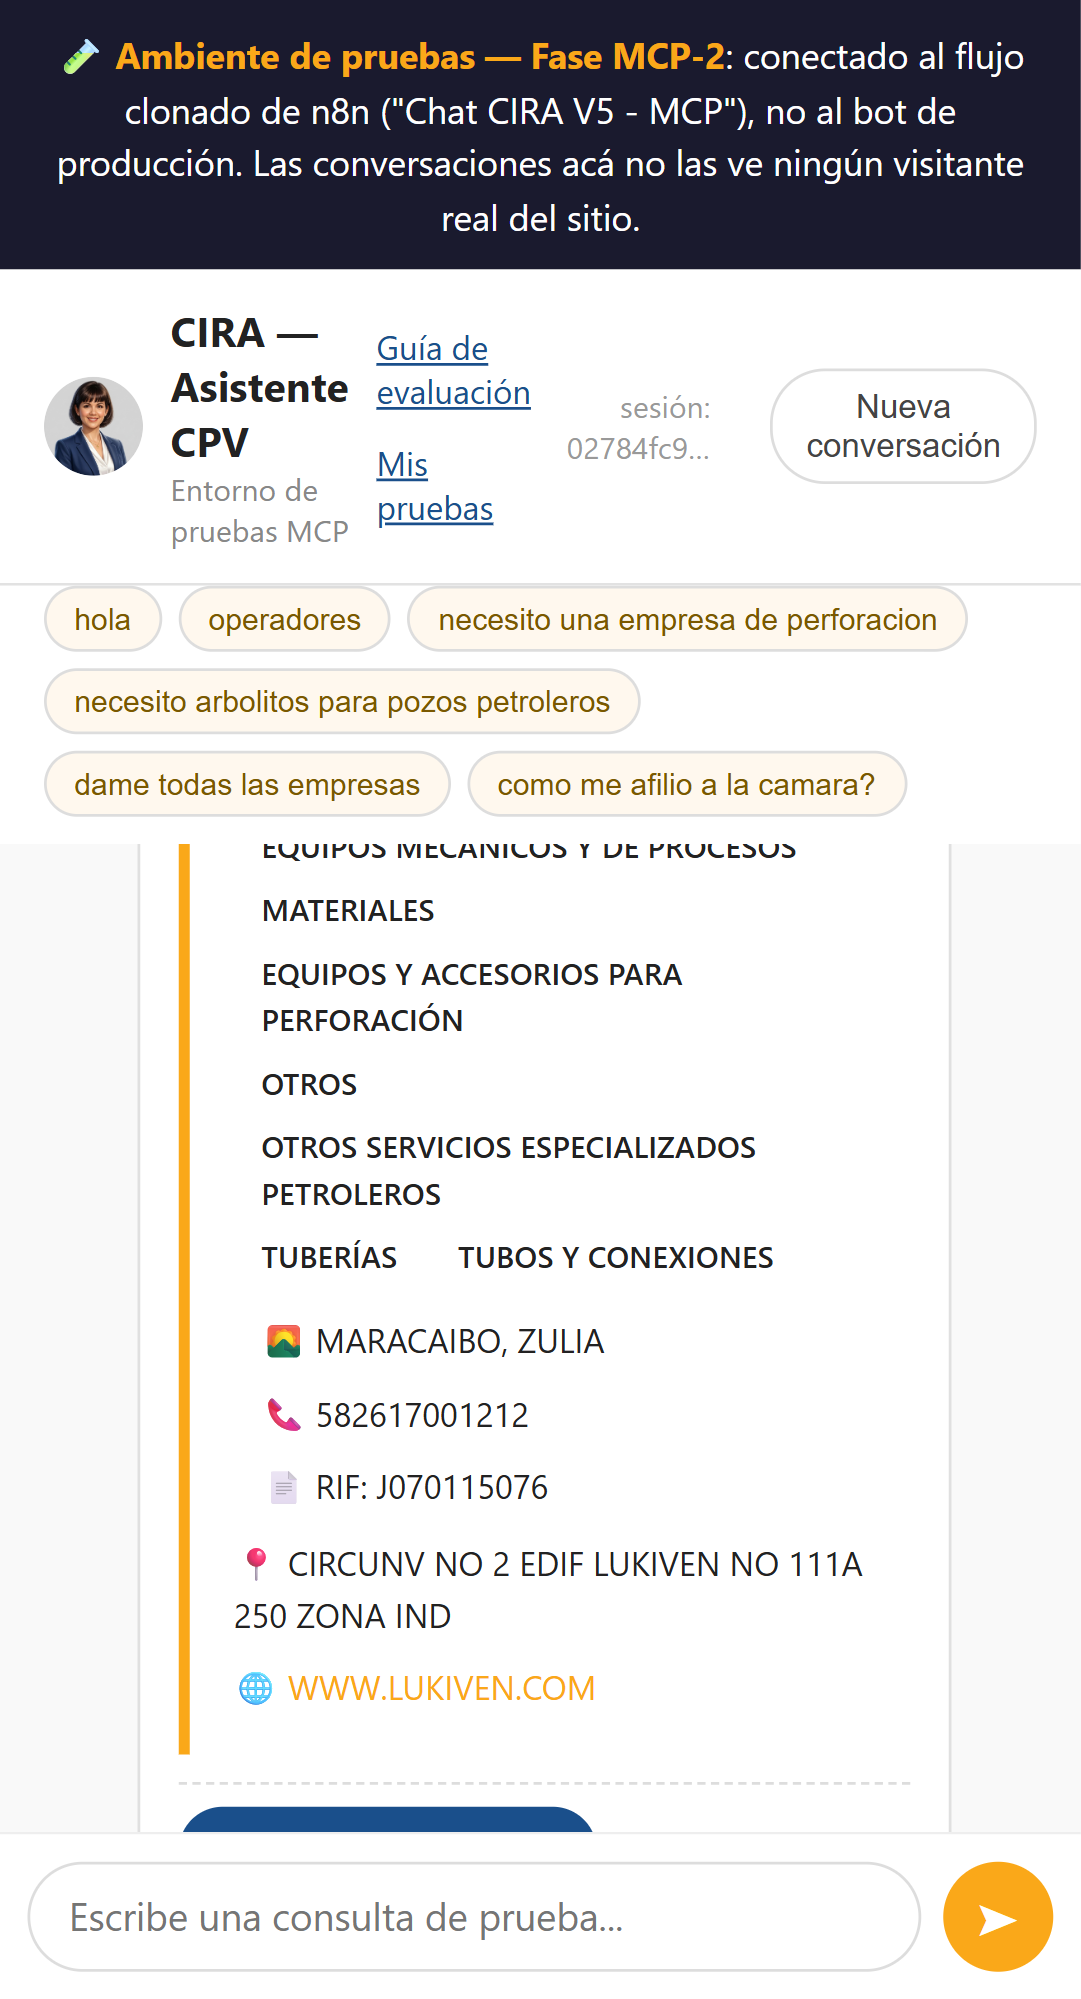 Ambiente de pruebas — Fase MCP-2: conectado al flujo
clonado de n8n ("Chat CIRA V5 - MCP"), no al bot de
producción. Las conversaciones acá no las ve ningún visitante
real del sitio.
CIRA —
Asistente
CPV
Entorno de
pruebas MCP
Guía de
evaluación
Mis
pruebas
sesión:
02784fc9...
Nueva
conversación
hola
operadores
necesito una empresa de perforacion
necesito arbolitos para pozos petroleros
dame todas las empresas
como me afilio a la camara?
EQUIPOS MECÁNICOS Y DE PROCESOS
MATERIALES
EQUIPOS Y ACCESORIOS PARA
PERFORACIÓN
OTROS
OTROS SERVICIOS ESPECIALIZADOS
PETROLEROS
TUBERÍAS TUBOS Y CONEXIONES
MARACAIBO, ZULIA
582617001212
RIF: J070115076
CIRCUNV NO 2 EDIF LUKIVEN NO 111A
250 ZONA IND
WWW.LUKIVEN.COM
Escribe una consulta de prueba...